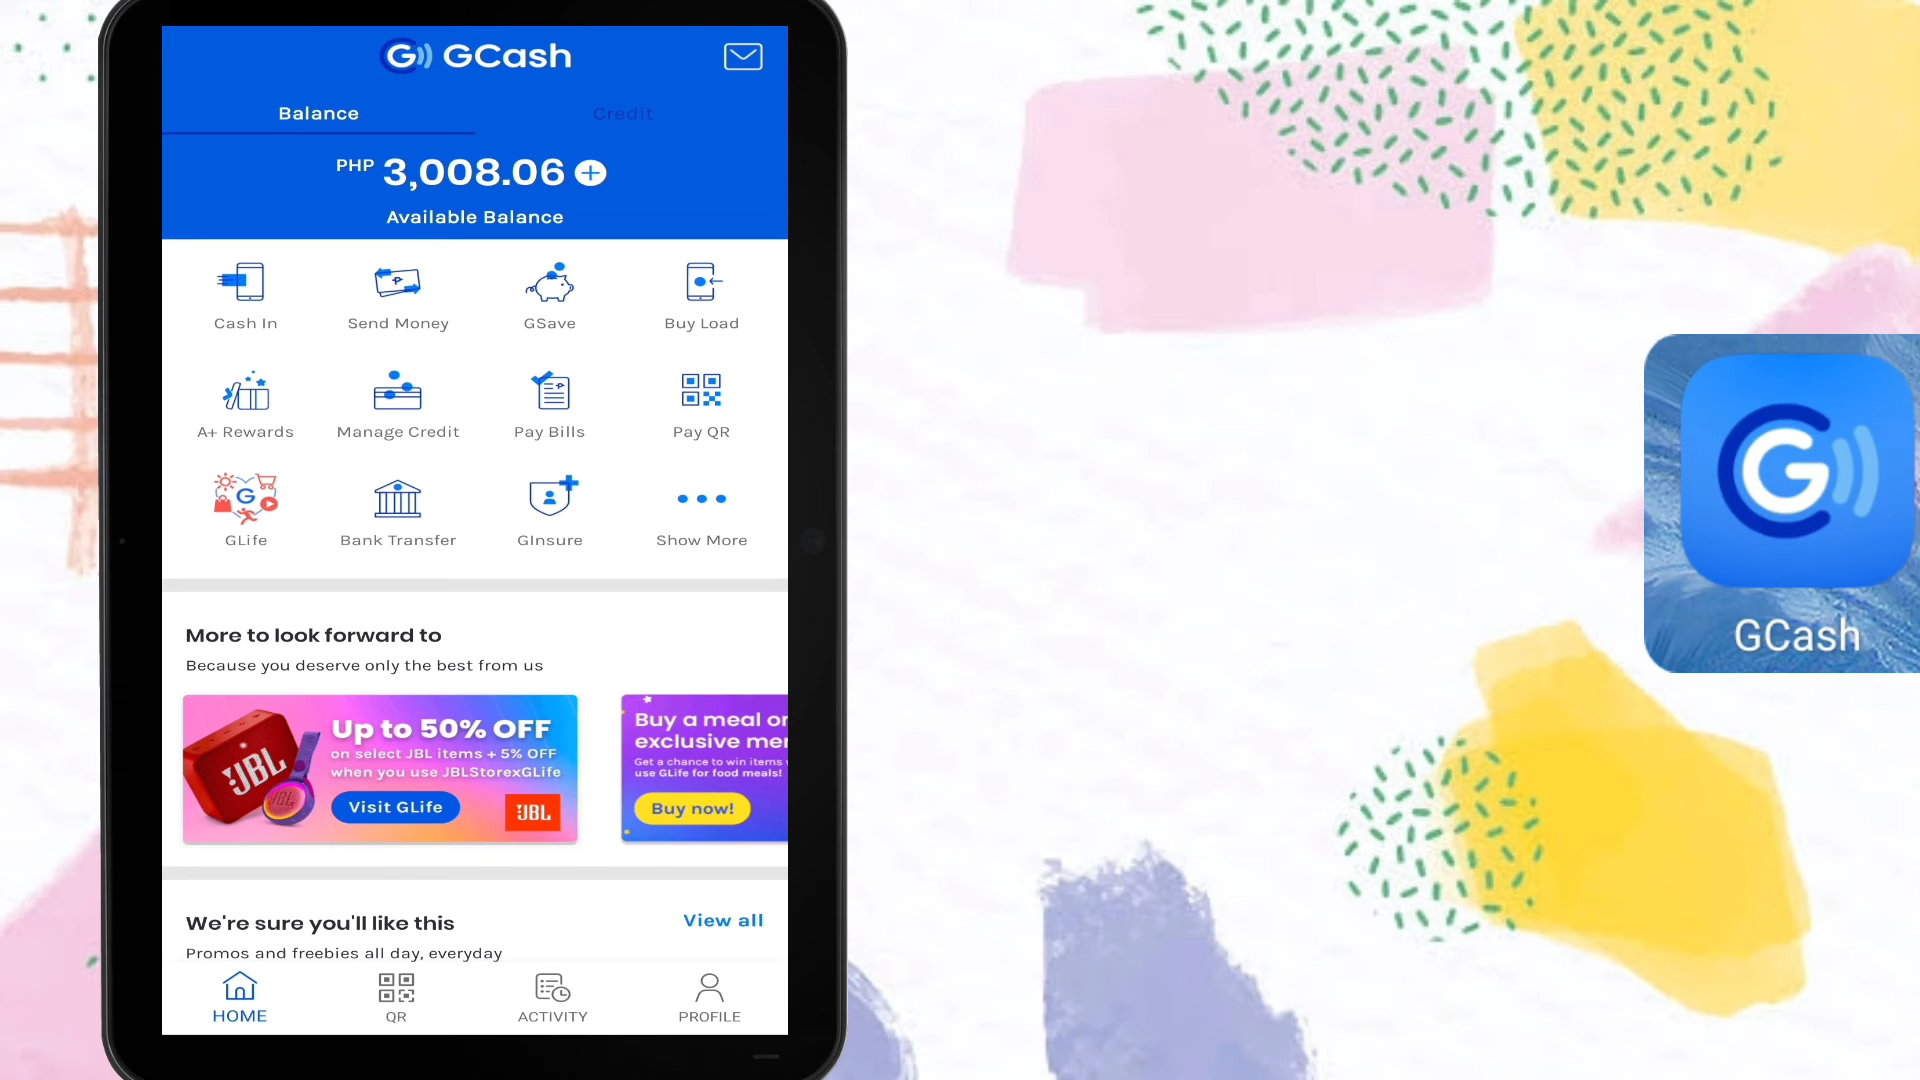 GCash
Balance
Credit
PHP 3,008.06
Available Balance
Cash In
Send Money
GSave
Buy Load
A+ Rewards
Manage Credit
Pay Bills
Pay QR
GLife
Bank Transfer
GInsure
Show More
More to look forward to
Because you deserve only the best from us
JBL
Up to 50% OFF
on select JBL items + 5% OFF
when you use JBLStorexGLife
Visit GLife
JBL
Buy a meal or
exclusive mer
Get a chance to win items
use GLife for food meals!
Buy now!
We're sure you'll like this
View all
Promos and freebies all day, everyday
HOME
QR
ACTIVITY
PROFILE
GCash